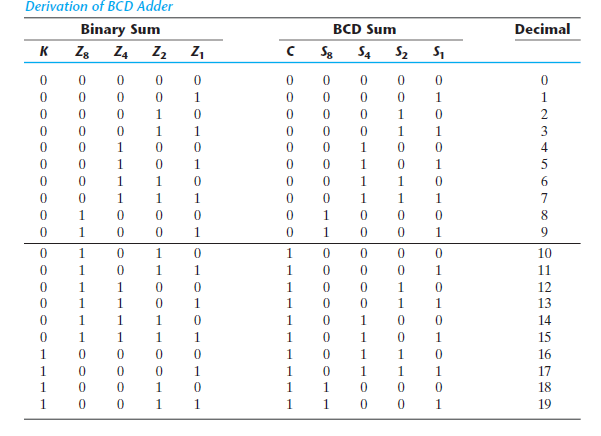 Derivation of BCD Adder
Binary Sum BCD Sum Decimal
K Z8 Z4 Z2 Z1 C S8 S4 S2 S1
0 0 0 0 0 0 0 0 0 0 0
0 0 0 0 1 0 0 0 0 1 1
0 0 0 1 0 0 0 0 1 0 2
0 0 0 1 1 0 0 0 1 1 3
0 0 1 0 0 0 0 1 0 0 4
0 0 1 0 1 0 0 1 0 1 5
0 0 1 1 0 0 0 1 1 0 6
0 0 1 1 1 0 0 1 1 1 7
0 1 0 0 0 0 1 0 0 0 8
0 1 0 0 1 0 1 0 0 1 9
0 1 0 1 0 1 0 0 0 0 10
0 1 0 1 1 1 0 0 0 1 11
0 1 1 0 0 1 0 0 1 0 12
0 1 1 0 1 1 0 0 1 1 13
0 1 1 1 0 1 0 1 0 0 14
0 1 1 1 1 1 0 1 0 1 15
1 0 0 0 0 1 0 1 1 0 16
1 0 0 0 1 1 0 1 1 1 17
1 0 0 1 0 1 1 0 0 0 18
1 0 0 1 1 1 1 0 0 1 19